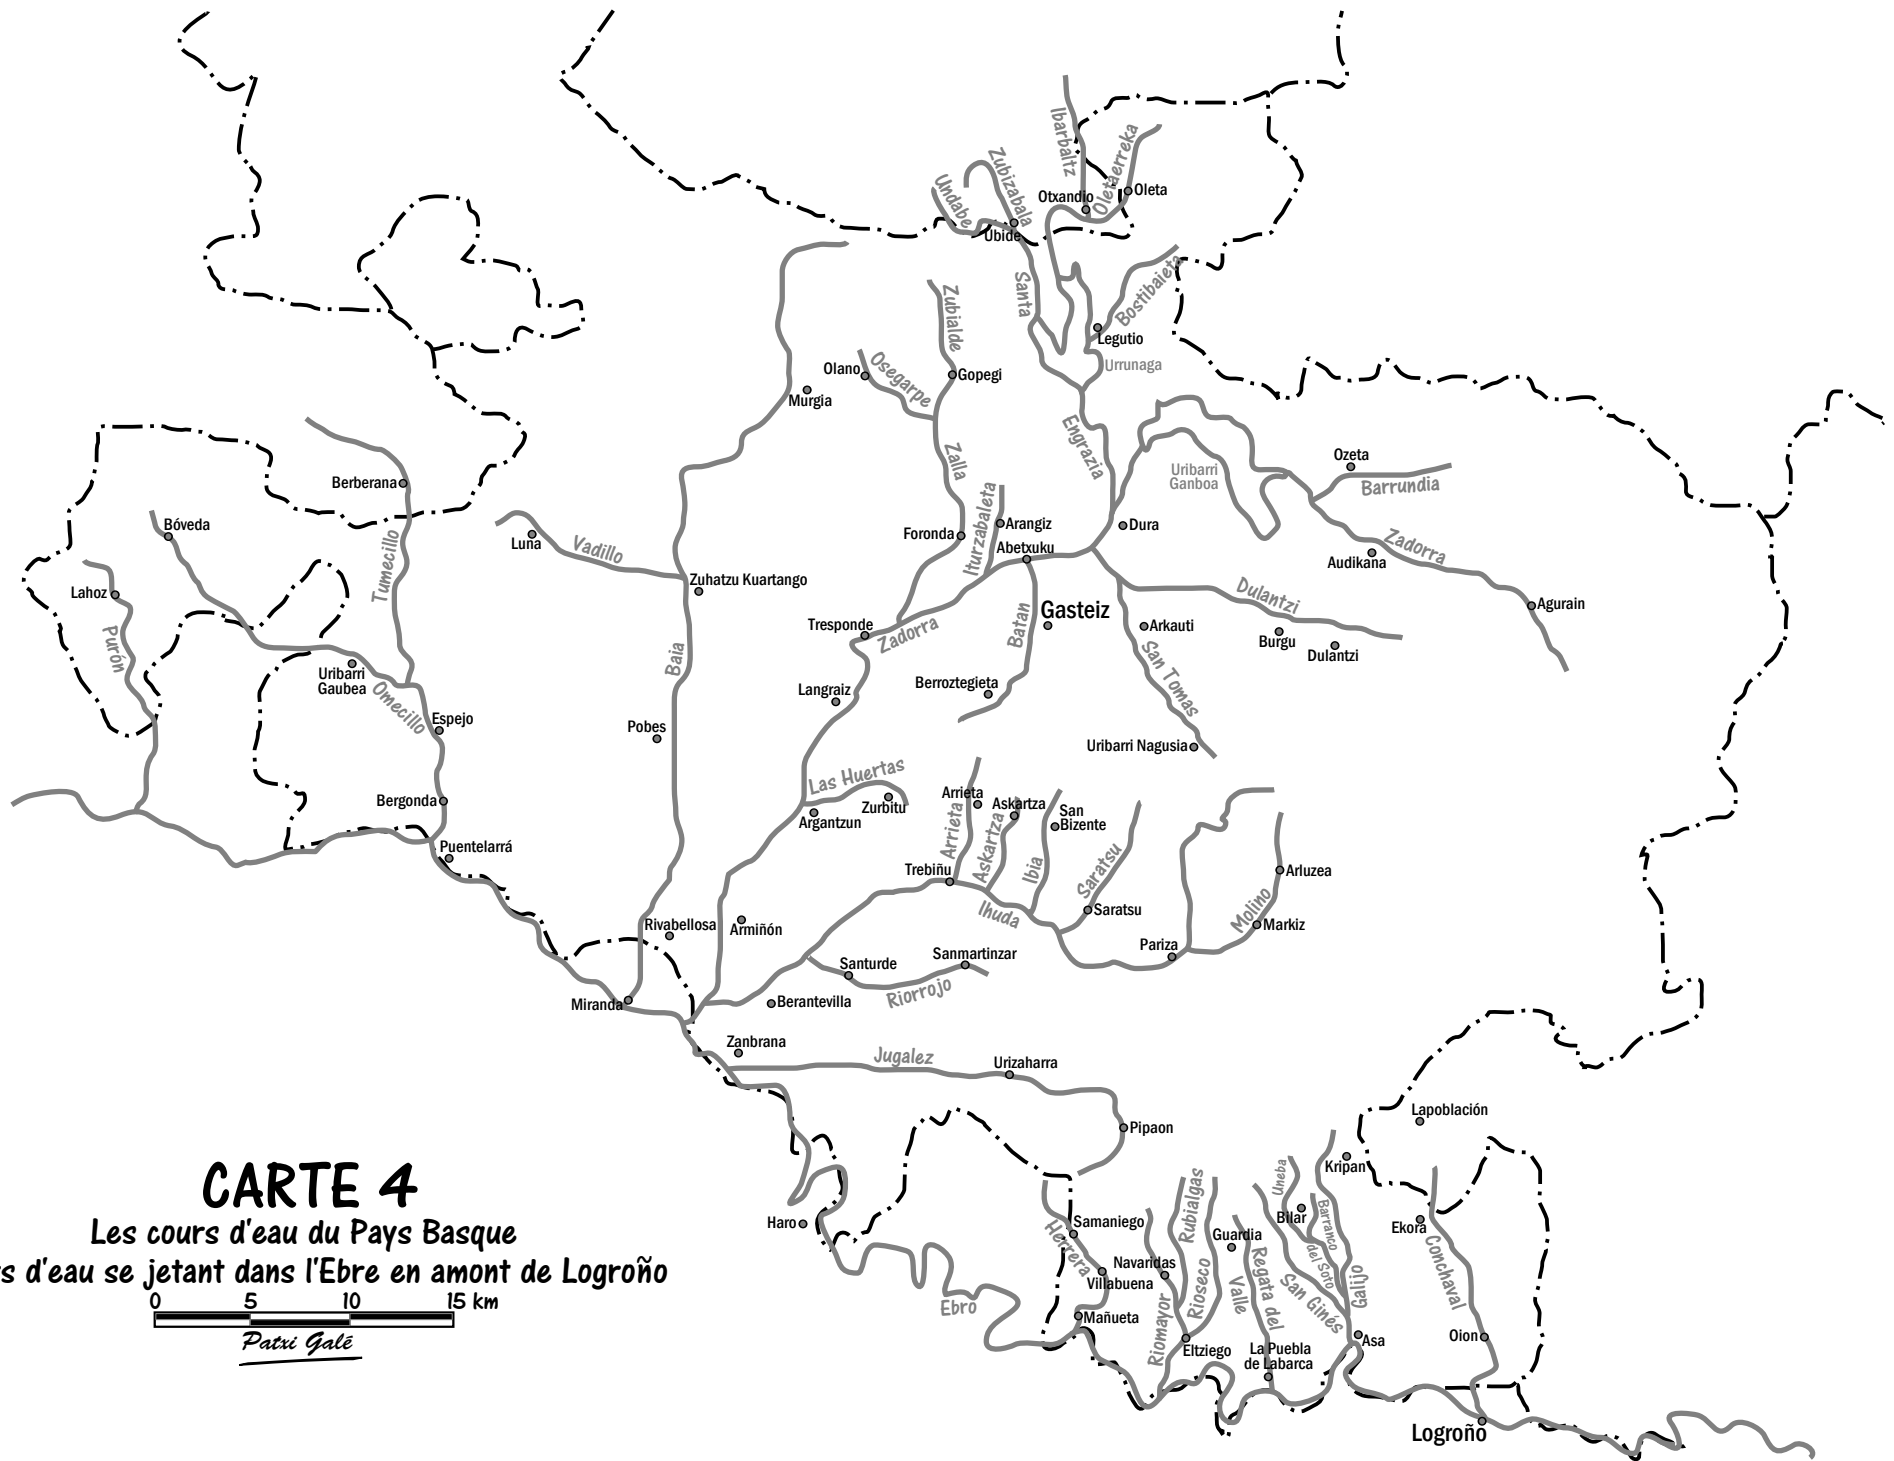 Ibarbaltz
Oletaerreka
Zubizabala
Undabe
Otxandio
Oleta
Ubide
Santa
Bostibaieta
Legutio
Urrunaga
Zubialde
Olano
Osegarpe
Gopegi
Murgia
Engrazia
Zalla
Ozeta
Barrundia
Uribarri
Ganboa
Berberana
Bóveda
Tumecillo
Luna
Vadillo
Foronda
Iturzabaleta
Arangiz
Abetxuku
Dura
Zadorra
Audikana
Lahoz
Purón
Zuhatzu Kuartango
Dulantzi
Agurain
Gasteiz
Batan
Tresponde
Zadorra
Arkauti
Burgu
Dulantzi
San Tomas
Baia
Uribarri
Gaubea
Omecillo
Langraiz
Berroztegieta
Espejo
Pobes
Uribarri Nagusia
Las Huertas
Zurbitu
Argantzun
Bergonda
Arrieta
Arrieta
Askartza
Askartza
San
Bizente
Ibia
Saratsu
Puentelarrá
Trebiñu
Ihuda
Saratsu
Arluzea
Molino
Markiz
Rivabellosa
Armiñón
Pariza
Santurde
Sanmartinzar
Riorrojo
Miranda
Berantevilla
Zanbrana
Jugalez
Urizaharra
Pipaon
Lapoblación
Kripan
Uneba
Bilar
Barranco
del Soto
Galijo
Ekora
Conchaval
Haro
Samaniego
Herrera
Villabuena
Mañueta
Navaridas
Rubialgas
Rioseco
Riomayor
Guardia
Regata del
Valle
San Ginés
Ebro
Eltziego
La Puebla
de Labarca
Asa
Oion
Logroño
CARTE 4
Les cours d'eau du Pays Basque
s d'eau se jetant dans l'Ebre en amont de Logroño
0 5 10 15 km
Patxi Galé